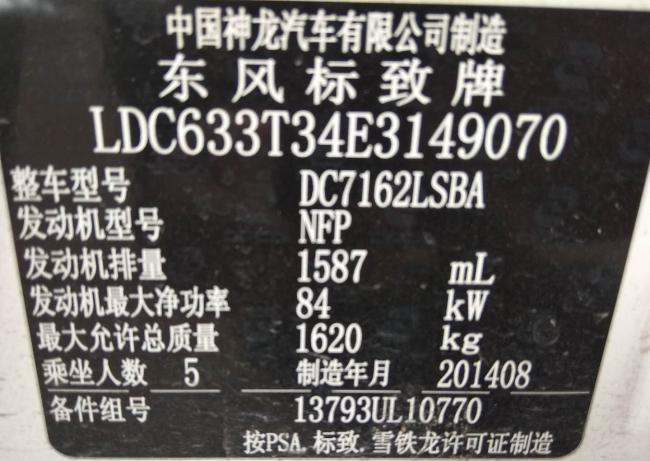 中国神龙汽车有限公司制造
东风标致牌
LDC633T34E3149070
整车型号 DC7162LSBA
发动机型号 NFP
发动机排量 1587 mL
发动机最大净功率 84 kW
最大允许总质量 1620 kg
乘坐人数 5 制造年月 201408
备件组号 13793UL10770
按PSA.标致.雪铁龙许可证制造